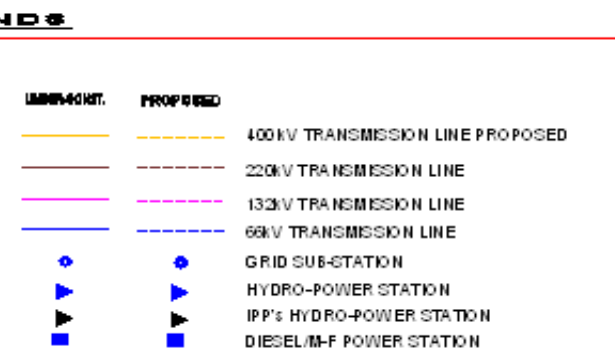 NDS
PROPOSED
400kV TRANSMISSION LINE PROPOSED
220kV TRANSMISSION LINE
132kV TRANSMISSION LINE
66kV TRANSMISSION LINE
GRID SUB-STATION
HYDRO-POWER STATION
IPP's HYDRO-POWER STATION
DIESEL/M-F POWER STATION